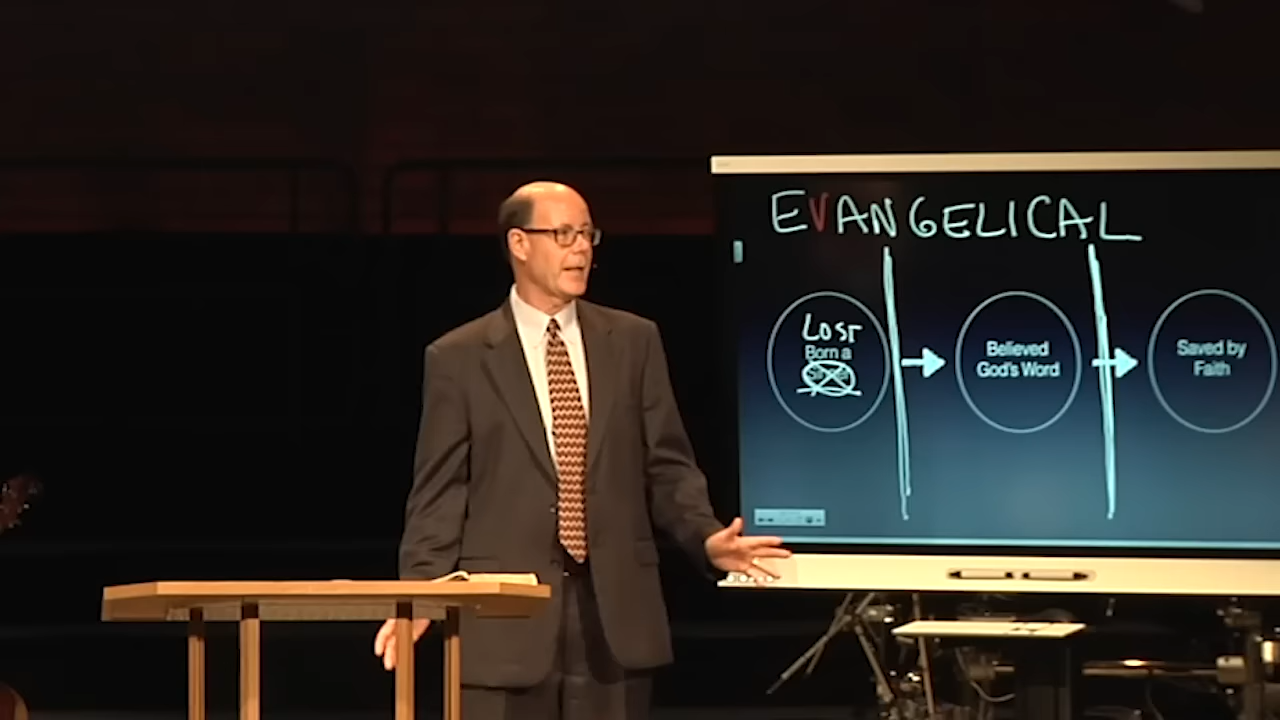 EVANGELICAL
LOST
Born a
Believed
God's Word
Saved by
Faith